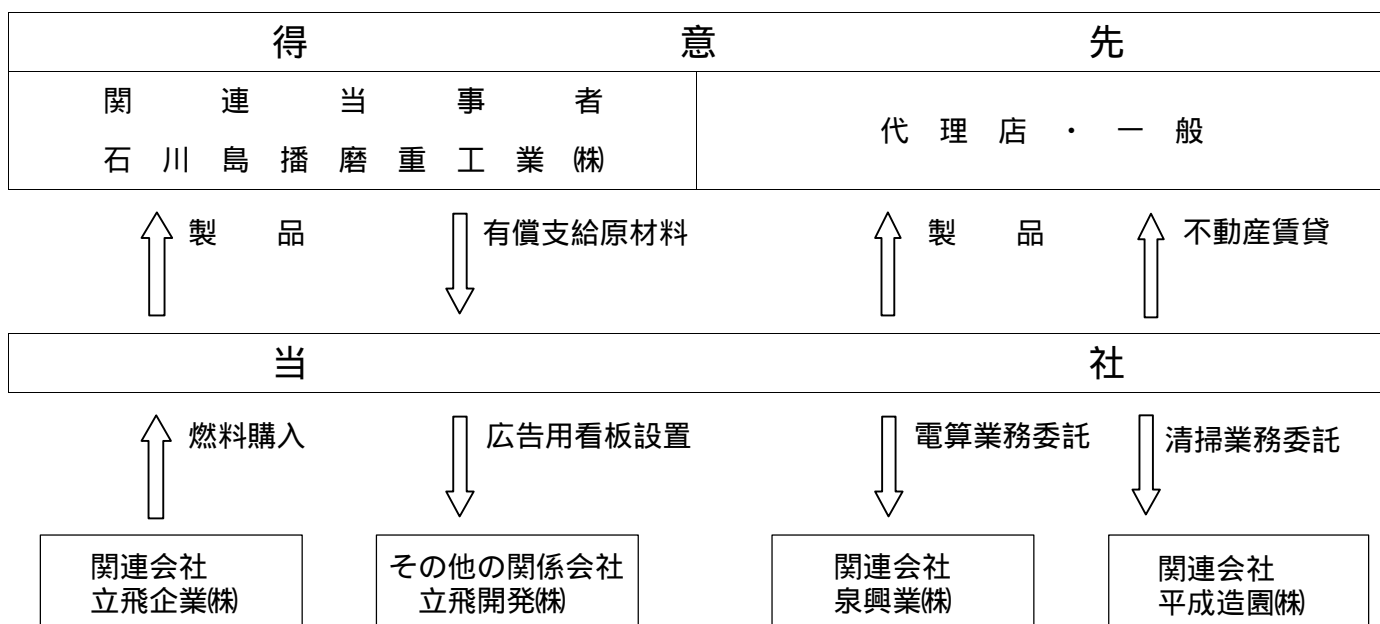 得意先
関連当事者
石川島播磨重工業㈱
代理店・一般
製品
有償支給原材料
製品
不動産賃貸
当社
燃料購入
広告用看板設置
電算業務委託
清掃業務委託
関連会社
立飛企業㈱
その他の関係会社
立飛開発㈱
関連会社
泉興業㈱
関連会社
平成造園㈱